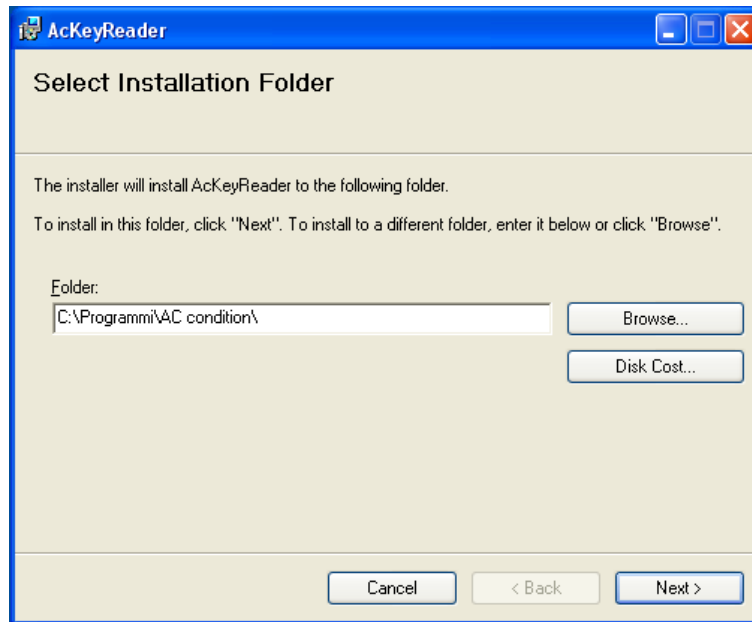 AcKeyReader
Select Installation Folder
The installer will install AcKeyReader to the following folder.
To install in this folder, click "Next". To install to a different folder, enter it below or click "Browse".
Folder:
C:\Programmi\AC condition\
Browse...
Disk Cost...
Cancel
< Back
Next >